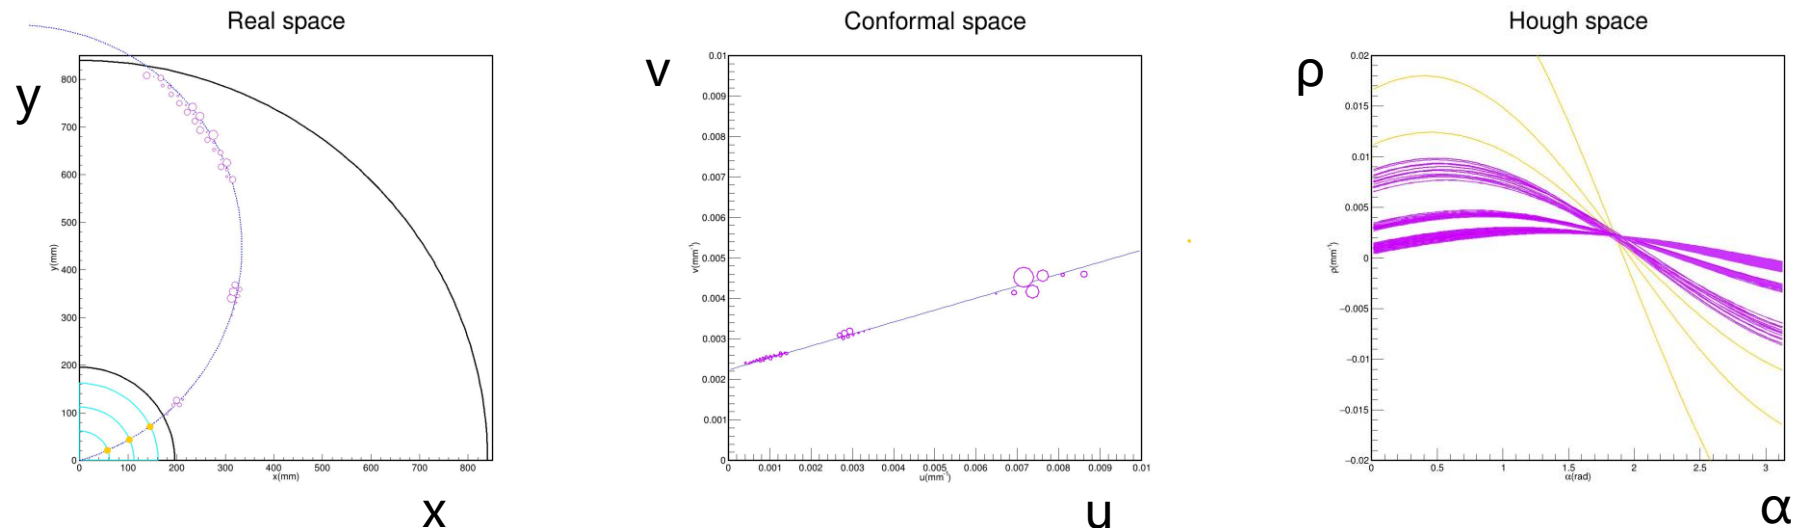 Real space
y
800
700
600
500
400
300
200
100
0
y(mm)
0 100 200 300 400 500 600 700 800
x(mm)
x
Conformal space
v
0.01
0.009
0.008
0.007
0.006
0.005
0.004
0.003
0.002
0.001
0
v(mm⁻¹)
0 0.001 0.002 0.003 0.004 0.005 0.006 0.007 0.008 0.009 0.01
u(mm⁻¹)
u
Hough space
ρ
0.02
0.015
0.01
0.005
0
−0.005
−0.01
−0.015
−0.02
ρ(mm⁻¹)
0 0.5 1 1.5 2 2.5 3
α(rad)
α